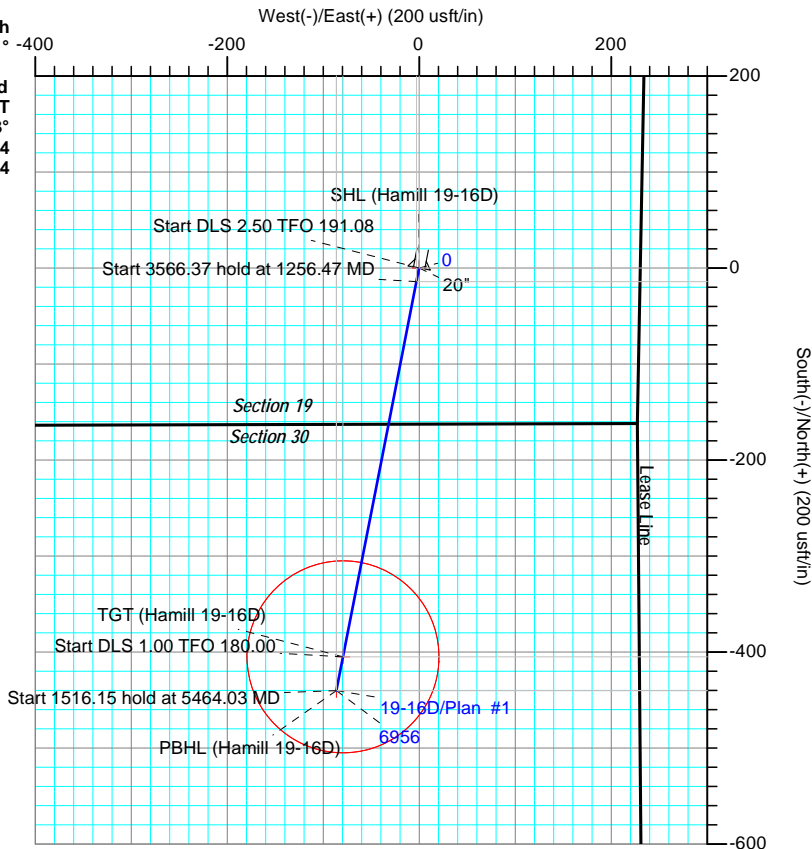 West(-)/East(+) (200 usft/in)
h
°
-400
-200
0
200
d
T
3°
4
4
200
0
-200
-400
-600
South(-)/North(+) (200 usft/in)
SHL (Hamill 19-16D)
Start DLS 2.50 TFO 191.08
0
Start 3566.37 hold at 1256.47 MD
20"
Section 19
Section 30
Lease Line
TGT (Hamill 19-16D)
Start DLS 1.00 TFO 180.00
Start 1516.15 hold at 5464.03 MD
19-16D/Plan #1
6956
PBHL (Hamill 19-16D)